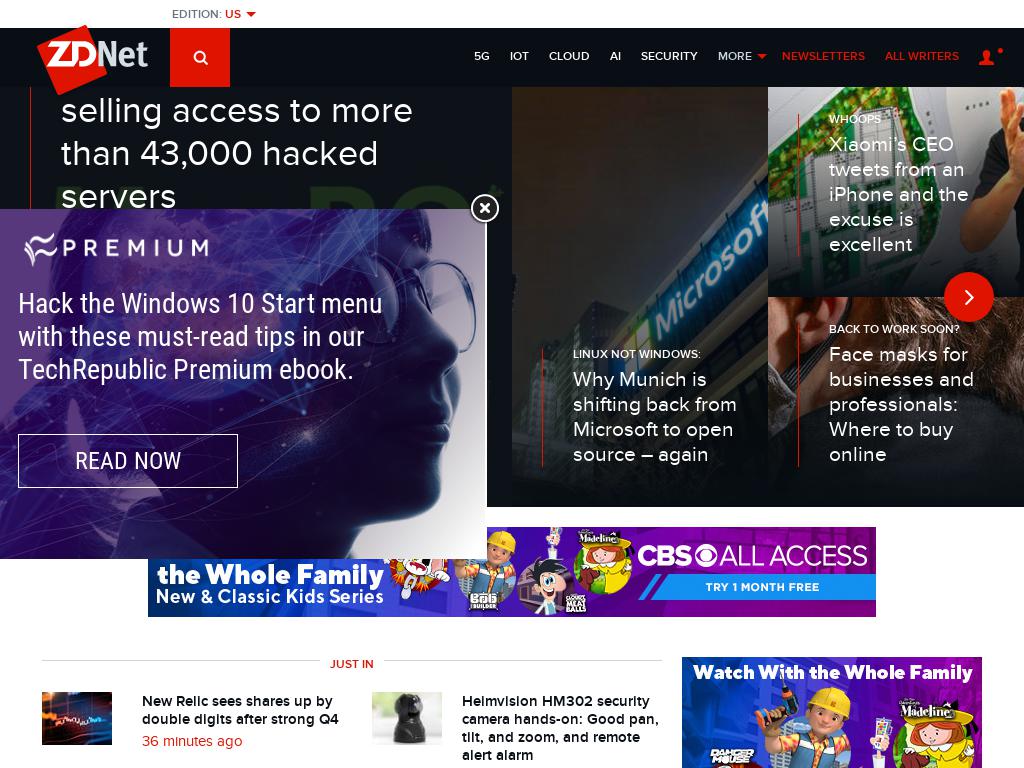 EDITION: US
ZDNet
5G IOT CLOUD AI SECURITY MORE NEWSLETTERS ALL WRITERS
selling access to more
than 43,000 hacked
servers
PREMIUM
Hack the Windows 10 Start menu
with these must-read tips in our
TechRepublic Premium ebook.
READ NOW
Microsoft
LINUX NOT WINDOWS:
Why Munich is
shifting back from
Microsoft to open
source – again
WHOOPS
Xiaomi's CEO
tweets from an
iPhone and the
excuse is
excellent
BACK TO WORK SOON?
Face masks for
businesses and
professionals:
Where to buy
online
the Whole Family
New & Classic Kids Series
Bob
the BUILDER
CLOUDY
MEAT
BALLS
Madeline
CBS ALL ACCESS
TRY 1 MONTH FREE
JUST IN
New Relic sees shares up by
double digits after strong Q4
36 minutes ago
Heimvision HM302 security
camera hands-on: Good pan,
tilt, and zoom, and remote
alert alarm
Watch With the Whole Family
Madeline
DANGER
MOUSE